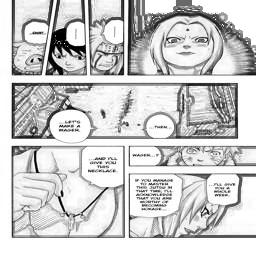 ...THEN...
LET'S
MAKE A
WAGER.
WAGER...?
...I'LL GIVE
YOU A
WHOLE
WEEK.
IF YOU MANAGE
TO MASTER
THIS JUTSU IN
THAT TIME, I'LL
ACKNOWLEDGE
THAT YOU ARE
WORTHY OF
BECOMING
HOKAGE...
...AND I'LL
GIVE YOU
THIS
NECKLACE.